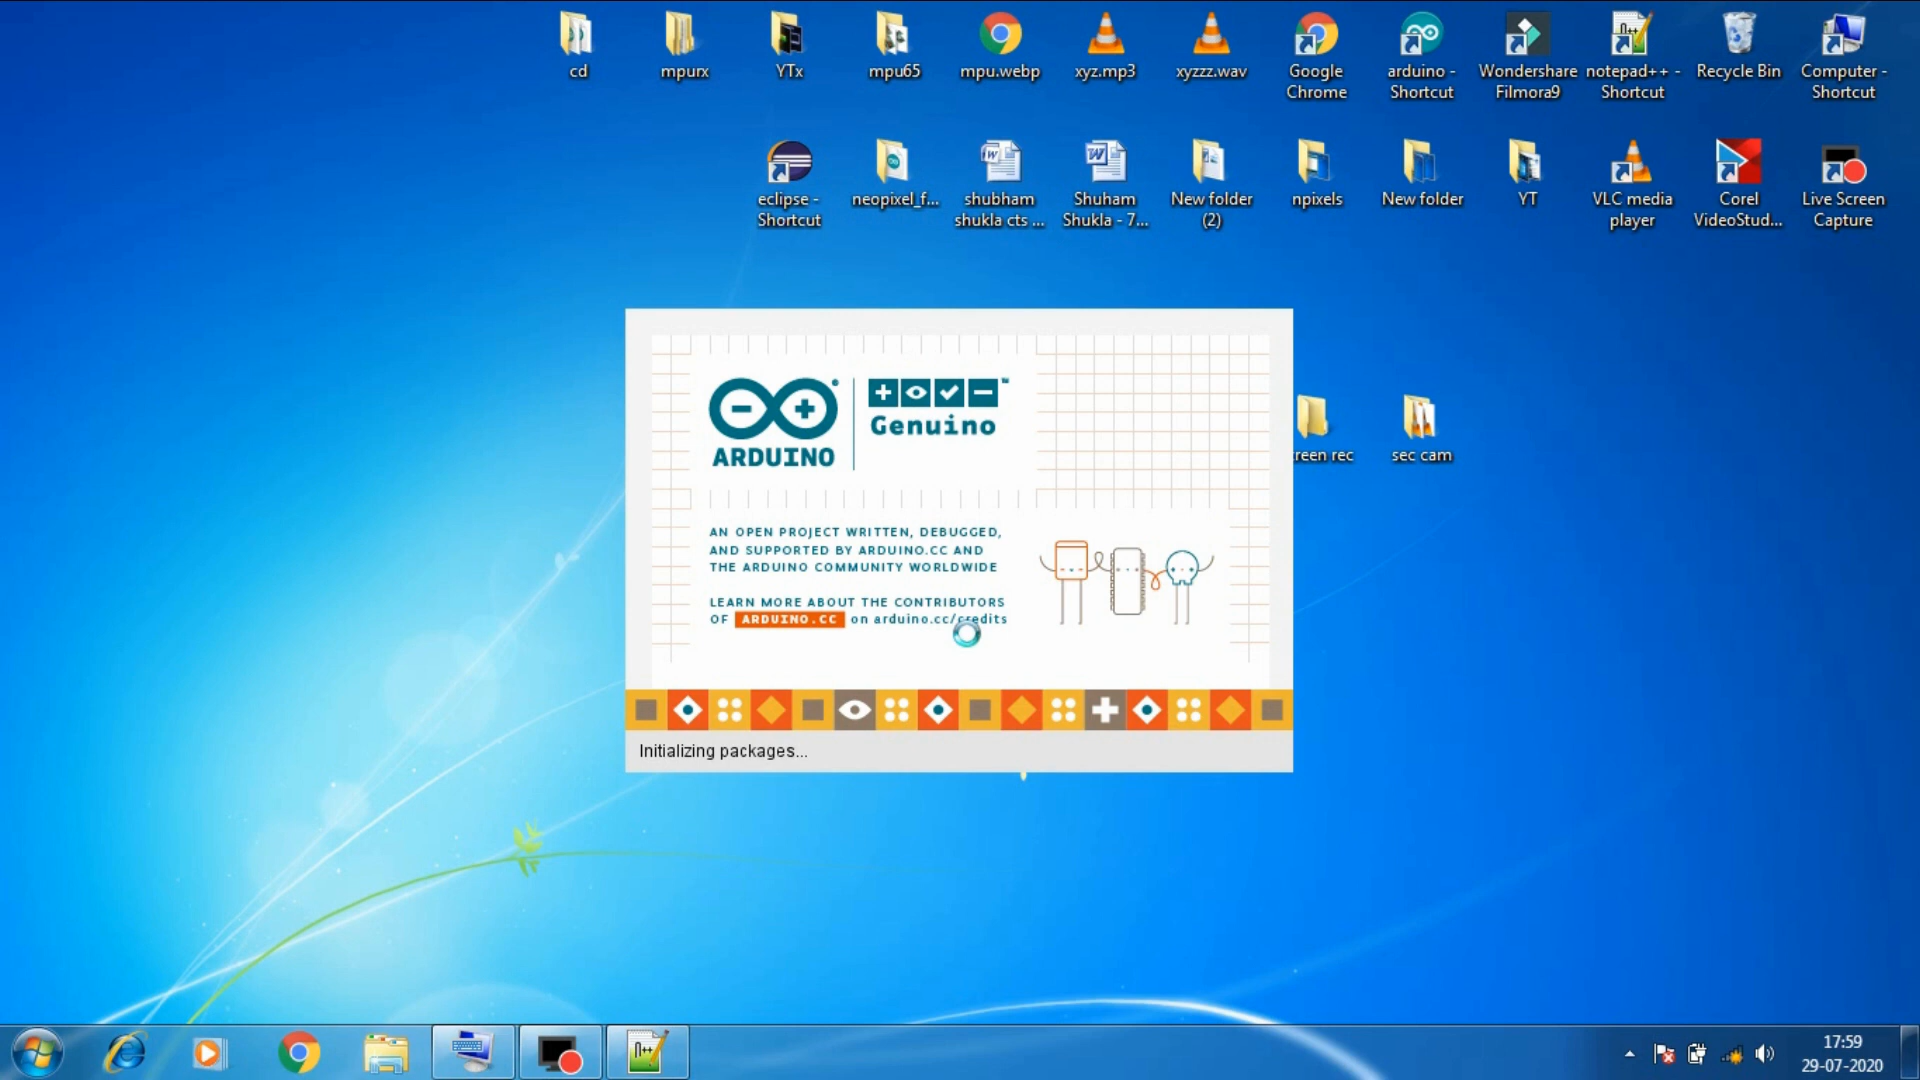 cd
mpurx
YTx
mpu65
mpu.webp
xyz.mp3
xyzzz.wav
Google
Chrome
arduino -
Shortcut
Wondershare
Filmora9
notepad++ -
Shortcut
Recycle Bin
Computer -
Shortcut
eclipse -
Shortcut
neopixel_f...
shubham
shukla cts ...
Shuham
Shukla - 7...
New folder
(2)
npixels
New folder
YT
VLC media
player
Corel
VideoStud...
Live Screen
Capture
ARDUINO
Genuino
™
reen rec
sec cam
AN OPEN PROJECT WRITTEN, DEBUGGED,
AND SUPPORTED BY ARDUINO.CC AND
THE ARDUINO COMMUNITY WORLDWIDE
LEARN MORE ABOUT THE CONTRIBUTORS
OF ARDUINO.CC on arduino.cc/credits
Initializing packages...
17:59
29-07-2020